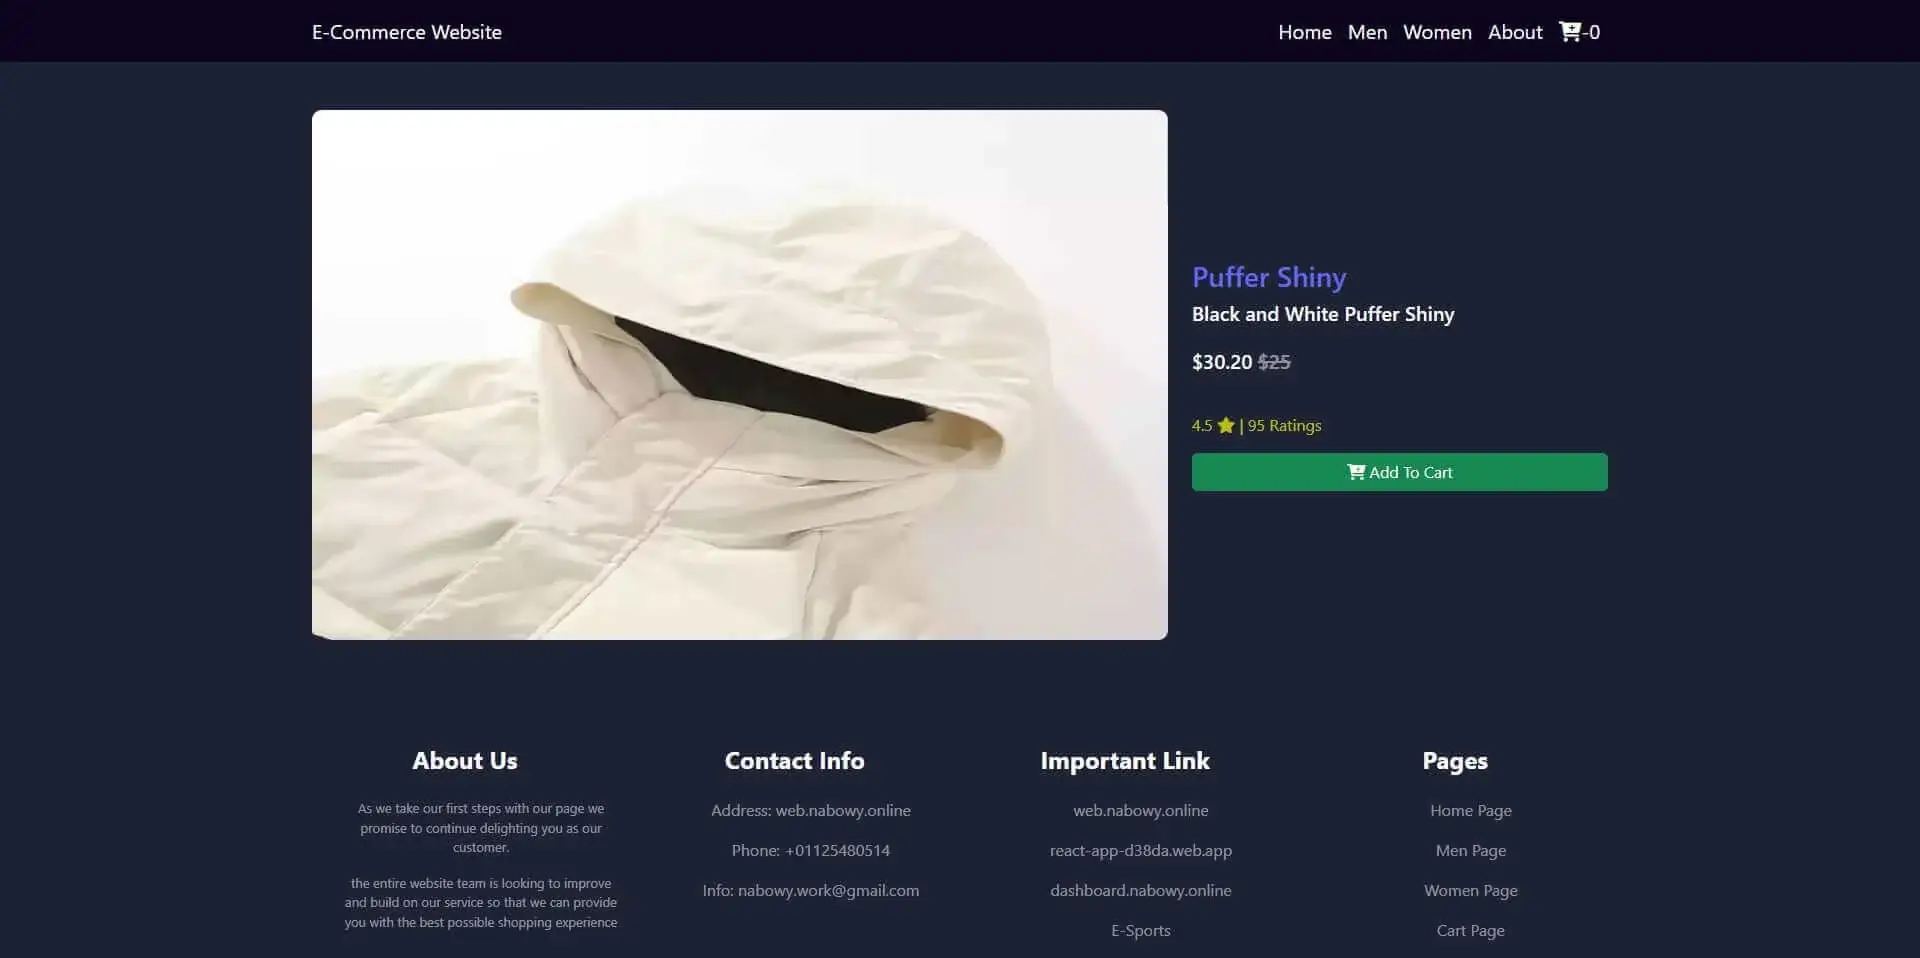 E-Commerce Website
Home Men Women About -0
Puffer Shiny
Black and White Puffer Shiny
$30.20 $25
4.5 | 95 Ratings
Add To Cart
About Us
As we take our first steps with our page we
promise to continue delighting you as our
customer.
the entire website team is looking to improve
and build on our service so that we can provide
you with the best possible shopping experience
Contact Info
Address: web.nabowy.online
Phone: +01125480514
Info: nabowy.work@gmail.com
Important Link
web.nabowy.online
react-app-d38da.web.app
dashboard.nabowy.online
E-Sports
Pages
Home Page
Men Page
Women Page
Cart Page